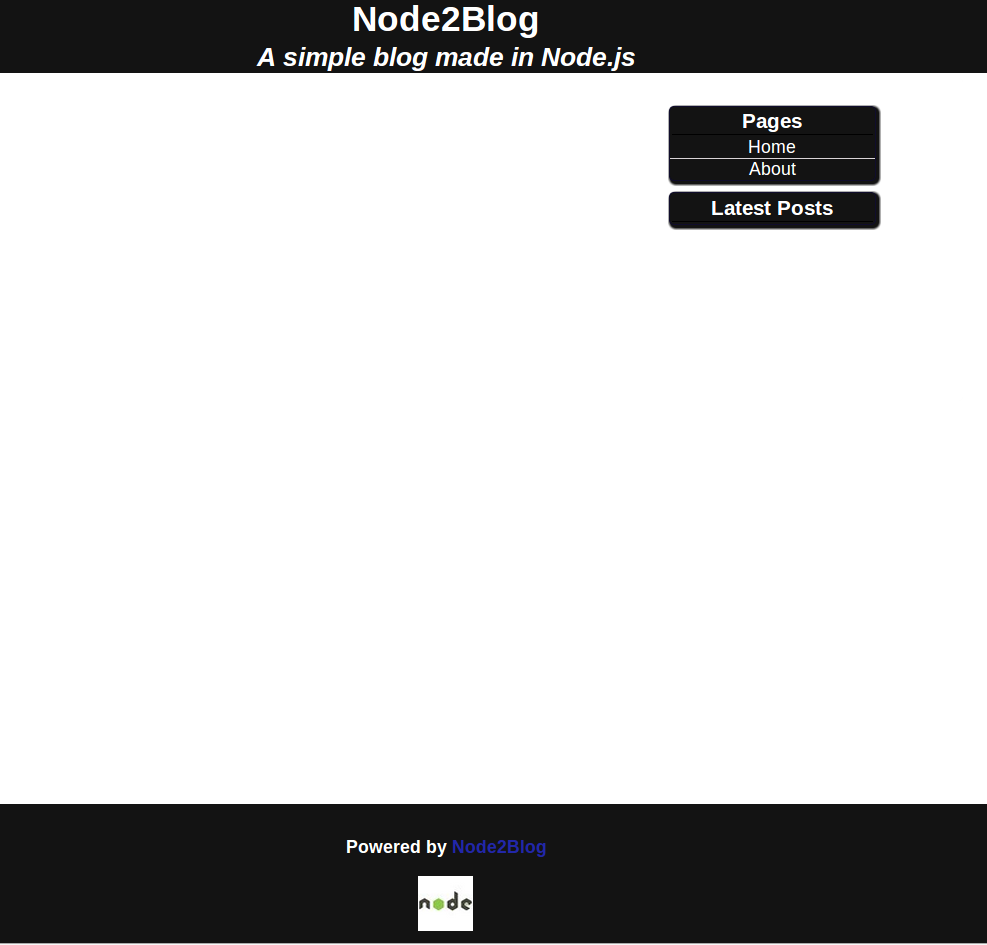 Node2Blog
A simple blog made in Node.js
Pages
Home
About
Latest Posts
Powered by Node2Blog
node